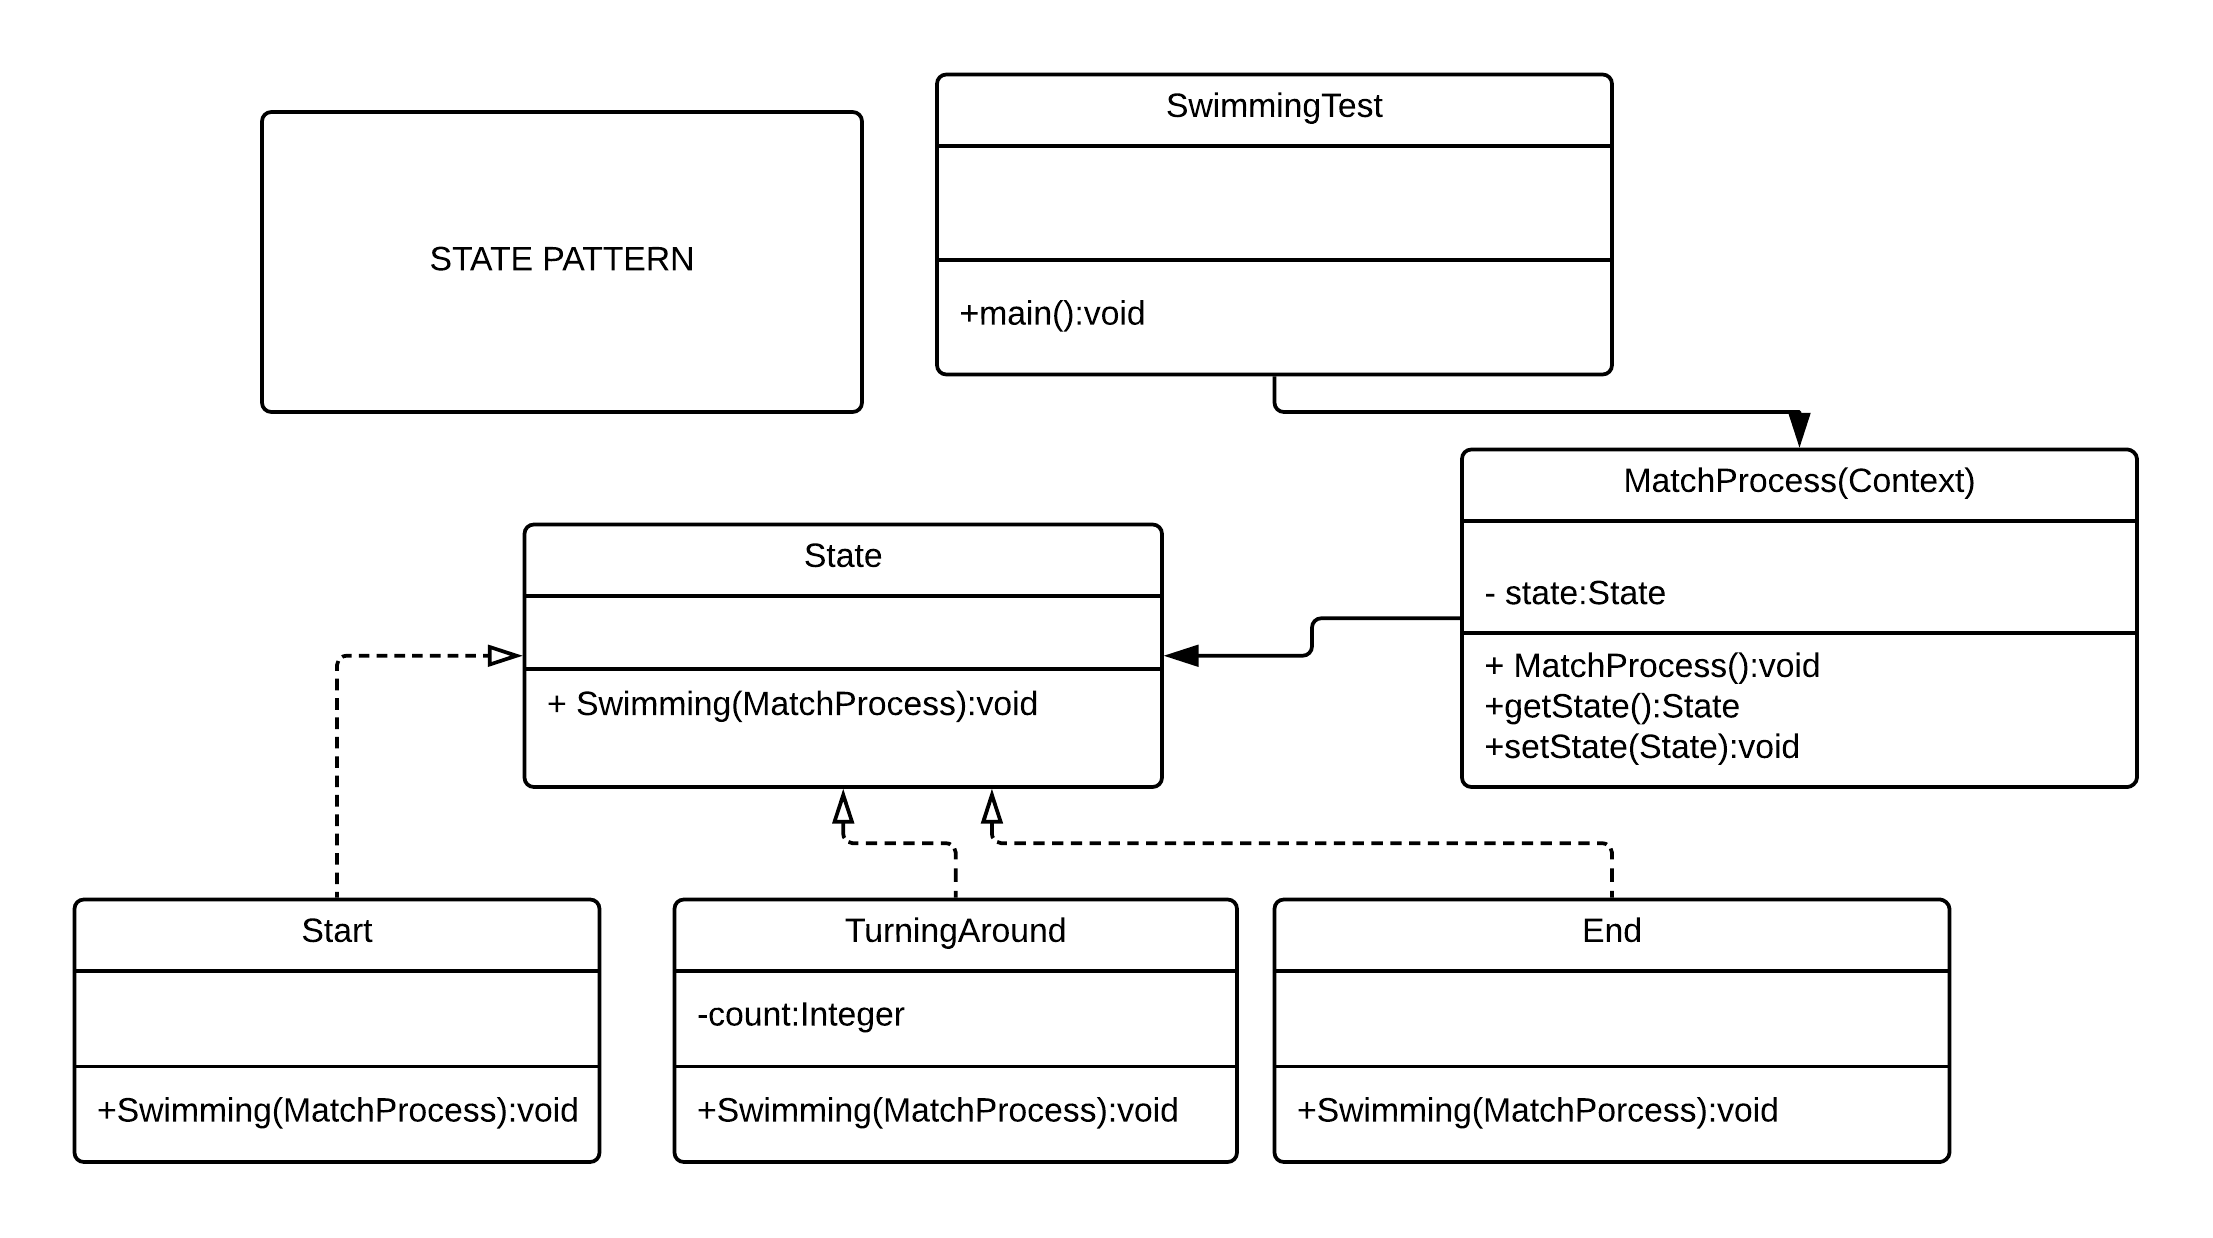 STATE PATTERN
SwimmingTest
+main():void
MatchProcess(Context)
- state:State
+ MatchProcess():void
+getState():State
+setState(State):void
State
+ Swimming(MatchProcess):void
Start
+Swimming(MatchProcess):void
TurningAround
-count:Integer
+Swimming(MatchProcess):void
End
+Swimming(MatchPorcess):void